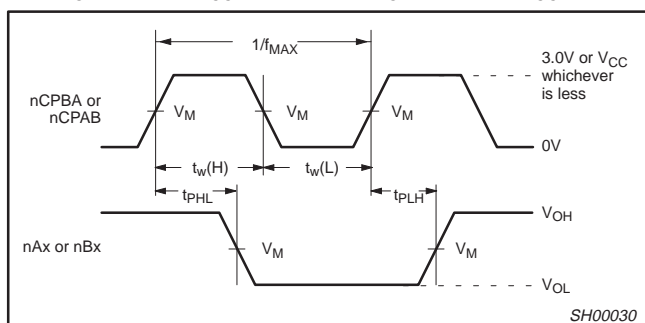 1/fMAX
3.0V or VCC
whichever
is less
nCPBA or
nCPAB
VM
VM
VM
0V
tw(H)
tw(L)
tPHL
tPLH
VOH
nAx or nBx
VM
VM
VOL
SH00030